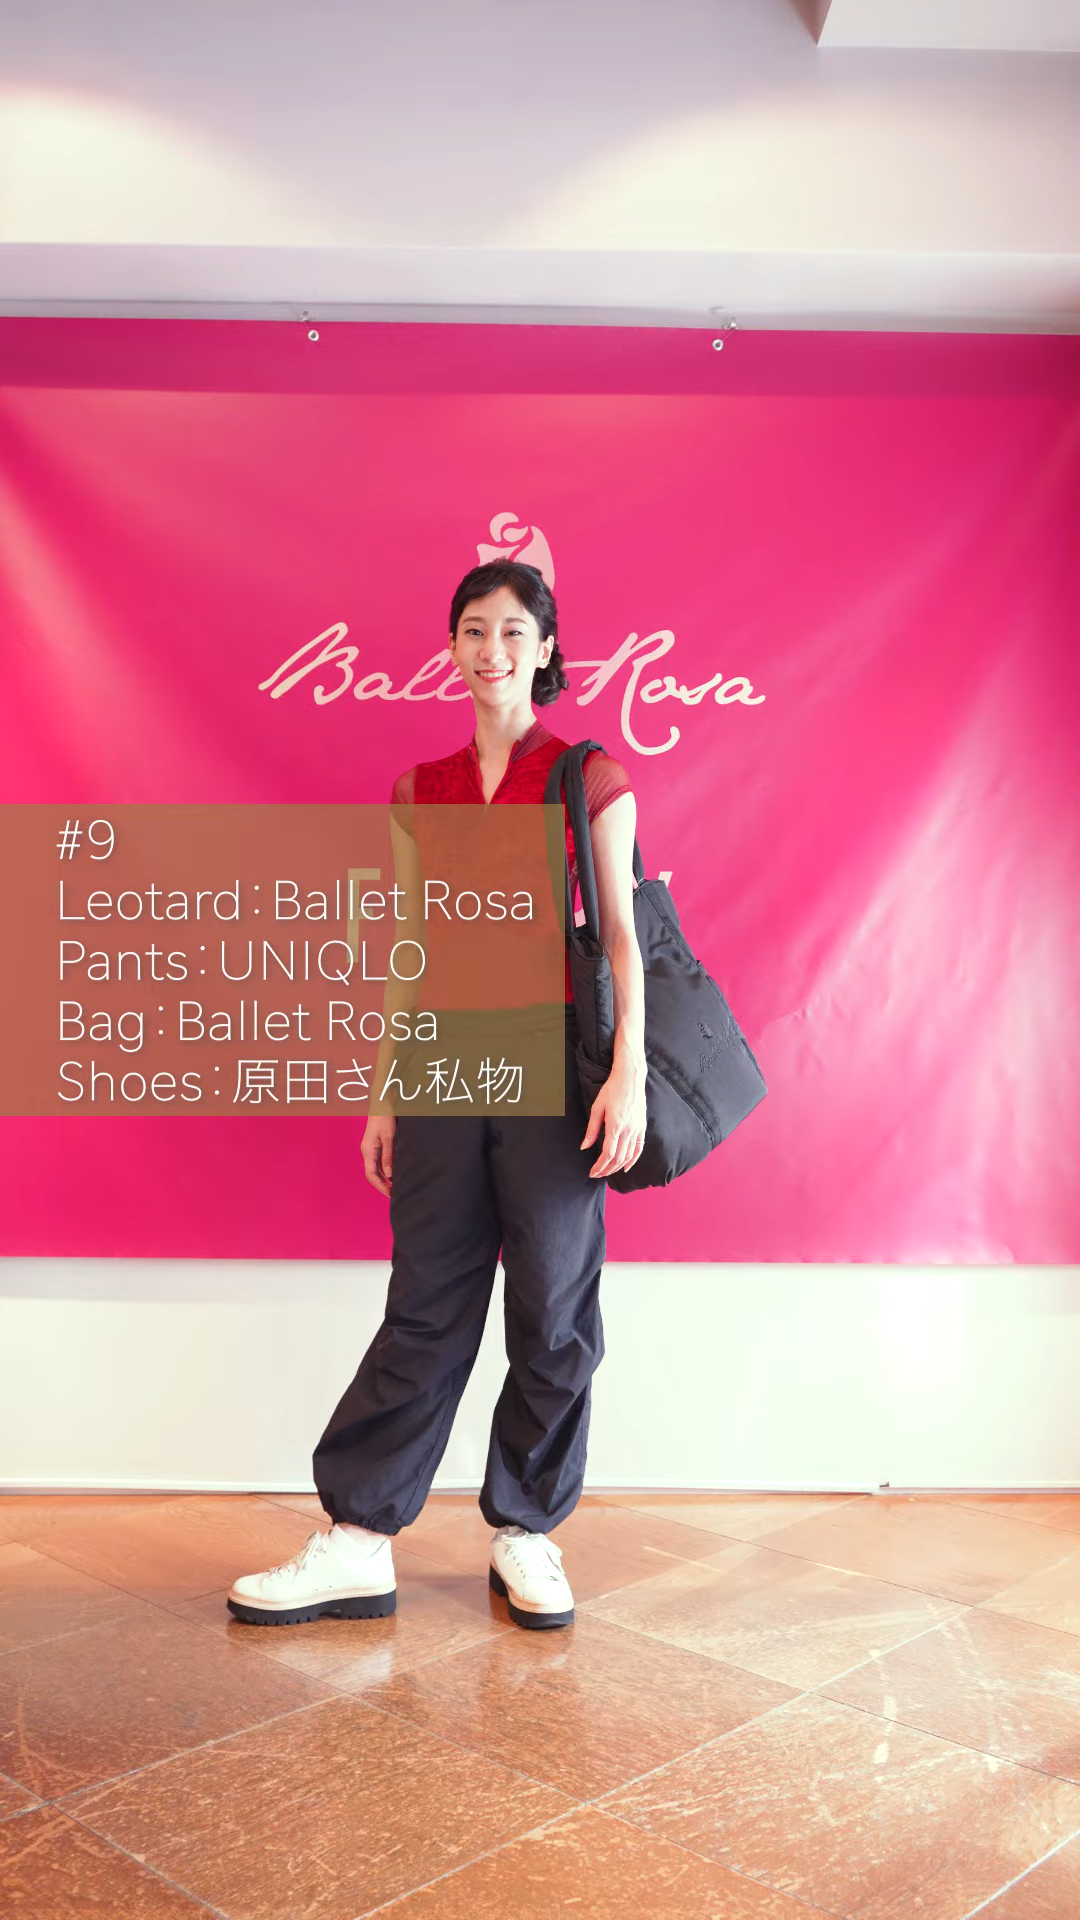 Ballet Rosa
#9
Leotard：Ballet Rosa
Pants：UNIQLO
Bag：Ballet Rosa
Shoes：原田さん私物